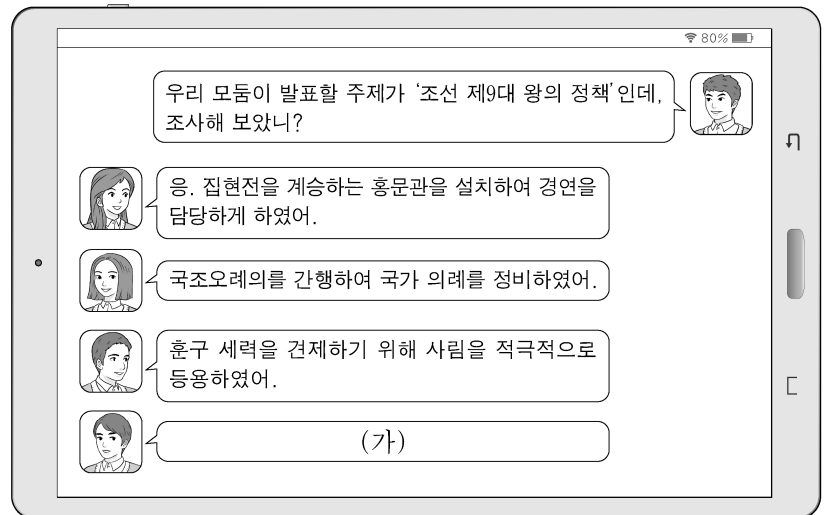 80%
우리 모둠이 발표할 주제가 ‘조선 제9대 왕의 정책’인데,
조사해 보았니?
응. 집현전을 계승하는 홍문관을 설치하여 경연을
담당하게 하였어.
국조오례의를 간행하여 국가 의례를 정비하였어.
훈구 세력을 견제하기 위해 사림을 적극적으로
등용하였어.
(가)